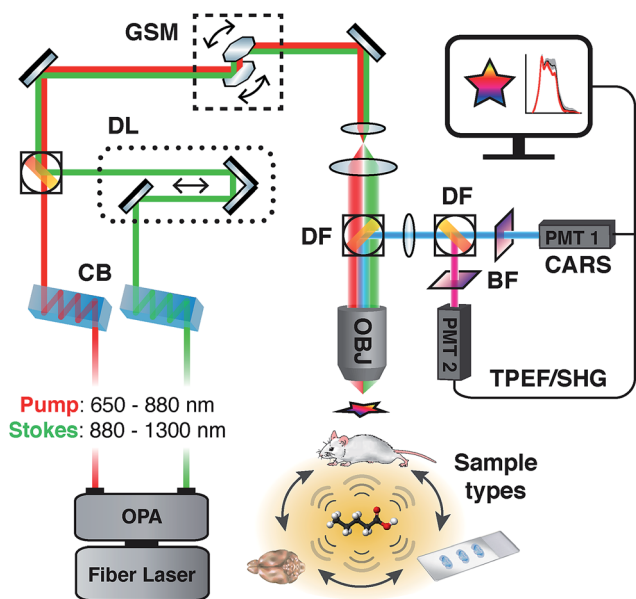 GSM
DL
DF
DF
PMT 1
CARS
BF
CB
OBJ
PMT 2
TPEF/SHG
Pump: 650 - 880 nm
Stokes: 880 - 1300 nm
Sample
types
OPA
Fiber Laser